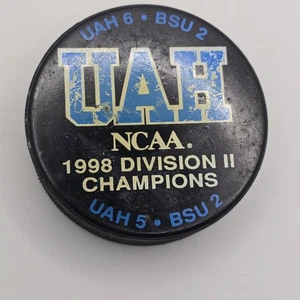 UAH 6 • BSU 2
UAH
NCAA®
1998 DIVISION II
CHAMPIONS
UAH 5 • BSU 2